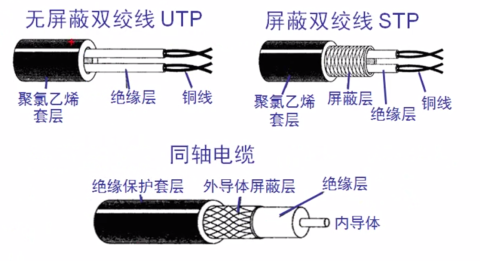 无屏蔽双绞线 UTP
屏蔽双绞线 STP
聚氯乙烯
套层
绝缘层
铜线
聚氯乙烯
套层
屏蔽层
绝缘层
铜线
同轴电缆
绝缘保护套层
外导体屏蔽层
绝缘层
内导体